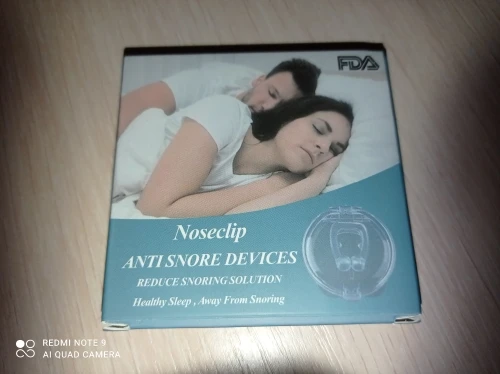 FDA
Noseclip
ANTI SNORE DEVICES
REDUCE SNORING SOLUTION
Healthy Sleep , Away From Snoring
REDMI NOTE 9
AI QUAD CAMERA